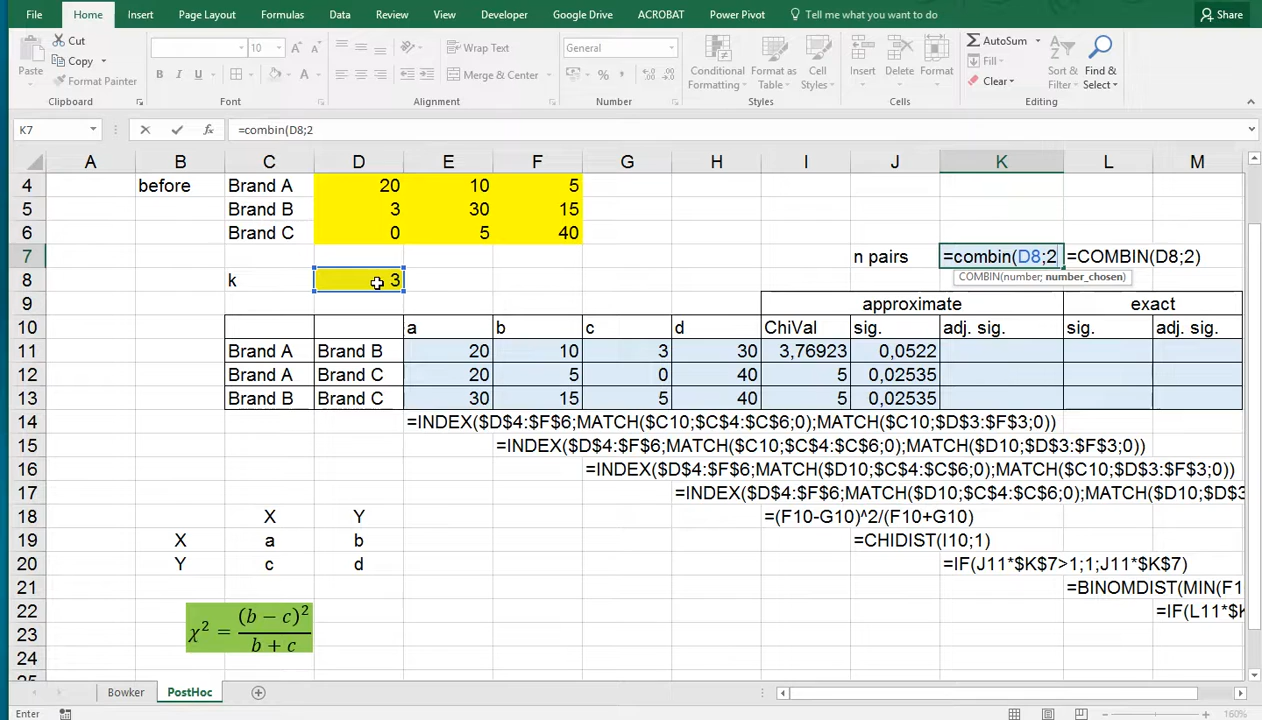 File Home Insert Page Layout Formulas Data Review View Developer Google Drive ACROBAT Power Pivot Tell me what you want to do Share
Paste Cut Copy Format Painter
10 A A Wrap Text General AutoSum Fill Clear
B I U A Merge & Center % Conditional Formatting Format as Table Cell Styles Insert Delete Format Sort & Filter Find & Select
Clipboard Font Alignment Number Styles Cells Editing
K7 fx =combin(D8;2
A B C D E F G H I J K L M
4 before Brand A 20 10 5
5 Brand B 3 30 15
6 Brand C 0 5 40
7 n pairs =combin(D8;2 =COMBIN(D8;2)
COMBIN(number; number_chosen)
8 k 3
9 approximate exact
10 a b c d ChiVal sig. adj. sig. sig. adj. sig.
11 Brand A Brand B 20 10 3 30 3,76923 0,0522
12 Brand A Brand C 20 5 0 40 5 0,02535
13 Brand B Brand C 30 15 5 40 5 0,02535
14 =INDEX($D$4:$F$6;MATCH($C10;$C$4:$C$6;0);MATCH($C10;$D$3:$F$3;0))
15 =INDEX($D$4:$F$6;MATCH($C10;$C$4:$C$6;0);MATCH($D10;$D$3:$F$3;0))
16 =INDEX($D$4:$F$6;MATCH($D10;$C$4:$C$6;0);MATCH($C10;$D$3:$F$3;0))
17 =INDEX($D$4:$F$6;MATCH($D10;$C$4:$C$6;0);MATCH($D10;$D$3
18 X Y =(F10-G10)^2/(F10+G10)
19 X a b =CHIDIST(I10;1)
20 Y c d =IF(J11*$K$7>1;1;J11*$K$7)
21 =BINOMDIST(MIN(F1
22 χ² = (b − c)² / b + c =IF(L11*$K
23
24
25
Bowker PostHoc
Enter 160%